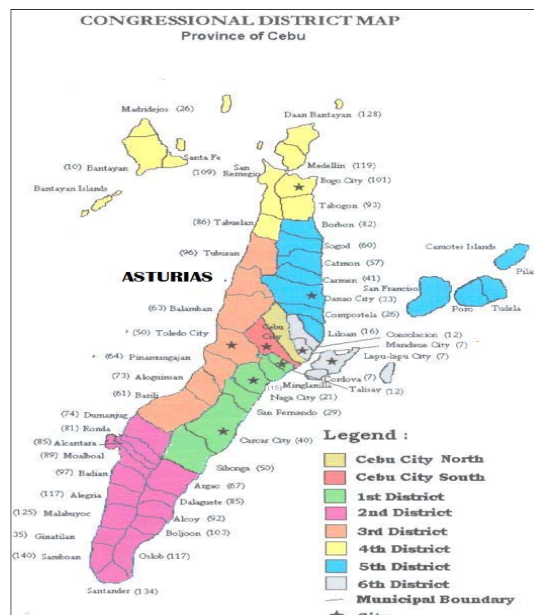 CONGRESSIONAL DISTRICT MAP
Province of Cebu
Madridejos (26)
Daan Bantayan (128)
Santa Fe
(109)
(10) Bantayan
San
Remegio
Medellin (119)
Bogo City
(101)
Bantayan Islands
Tabogon (93)
(86) Tabuelan
Borbon (82)
Sogod (60)
(96) Tuburan
Catmon (57)
Camotes Islands
Pilar
ASTURIAS
Carmen (41)
San Franciso
Danao City (33)
Poro
Tudela
(63) Balamban
Compostela (26)
(50) Toledo City
Cebu
City
Liloan (16)
Consolacion (12)
Mandaue City (7)
Lapu-lapu City (7)
(64) Pinamungajan
Cordova (7)
(73) Aloguinsan
Minglanilla
(15)
Talisay (12)
Naga City (21)
(61) Barili
San Fernando (29)
(74) Dumanjug
(81) Ronda
(85) Alcantara
Carcar City (40)
(89) Moalboal
Sibonga (50)
(97) Badian
Argao (67)
(117) Alegria
Dalaguete (85)
(125) Malabuyoc
Alcoy (92)
35) Ginatilan
Boljoon (103)
(140) Samboan
Oslob (117)
Santander (134)
Legend :
Cebu City North
Cebu City South
1st District
2nd District
3rd District
4th District
5th District
6th District
Municipal Boundary